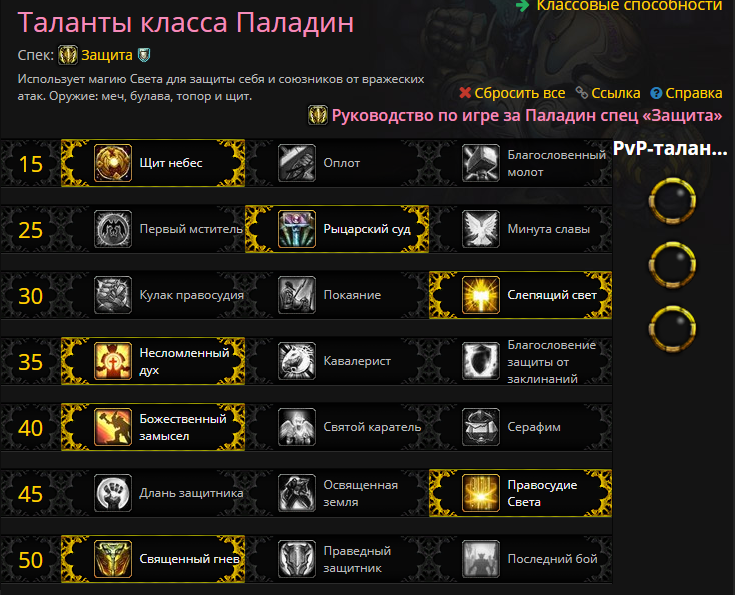 Классовые способности
Таланты класса Паладин
Спек: Защита
Использует магию Света для защиты себя и союзников от вражеских
атак. Оружие: меч, булава, топор и щит.
Сбросить все Ссылка Справка
Руководство по игре за Паладин спец «Защита»
PvP-талан...
15 Щит небес Оплот Благословенный
молот
25 Первый мститель Рыцарский суд Минута славы
30 Кулак правосудия Покаяние Слепящий свет
35 Несломленный
дух Кавалерист Благословение
защиты от
заклинаний
40 Божественный
замысел Святой каратель Серафим
45 Длань защитника Освященная
земля Правосудие
Света
50 Священный гнев Праведный
защитник Последний бой